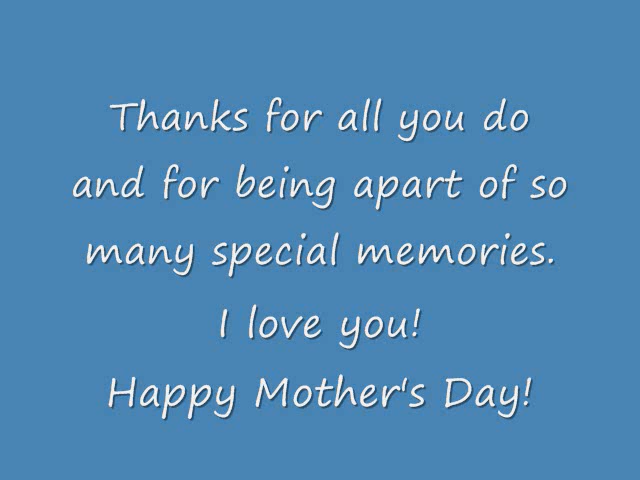 Thanks for all you do
and for being apart of so
many special memories.
I love you!
Happy Mother's Day!